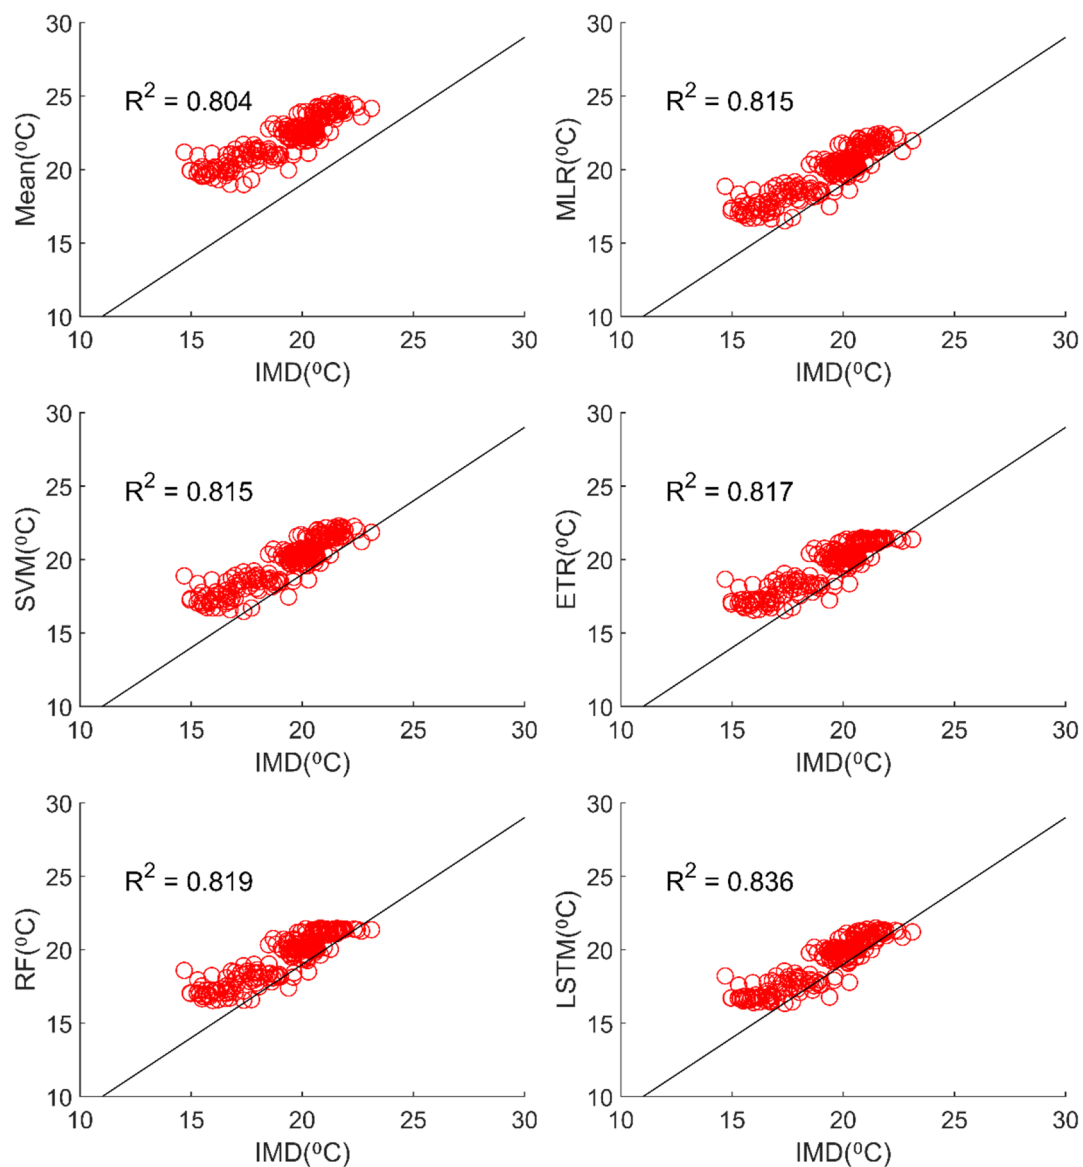 30
25
20
15
10
Mean(⁰C)
R² = 0.804
10 15 20 25 30
IMD(⁰C)
30
25
20
15
10
MLR(⁰C)
R² = 0.815
10 15 20 25 30
IMD(⁰C)
30
25
20
15
10
SVM(⁰C)
R² = 0.815
10 15 20 25 30
IMD(⁰C)
30
25
20
15
10
ETR(⁰C)
R² = 0.817
10 15 20 25 30
IMD(⁰C)
30
25
20
15
10
RF(⁰C)
R² = 0.819
10 15 20 25 30
IMD(⁰C)
30
25
20
15
10
LSTM(⁰C)
R² = 0.836
10 15 20 25 30
IMD(⁰C)